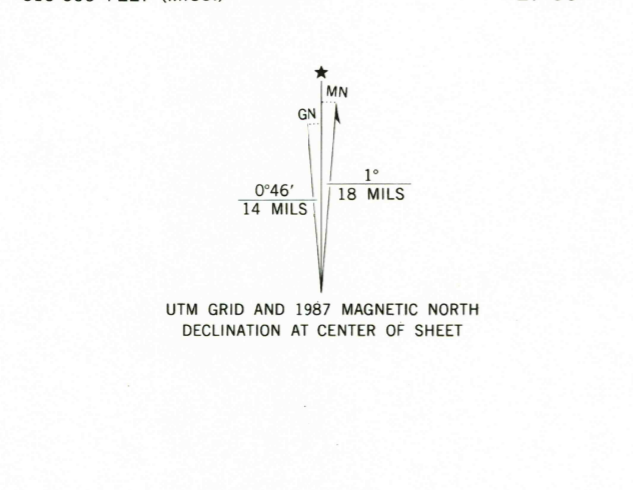 MN
GN
1°
0°46′
18 MILS
14 MILS
UTM GRID AND 1987 MAGNETIC NORTH
DECLINATION AT CENTER OF SHEET